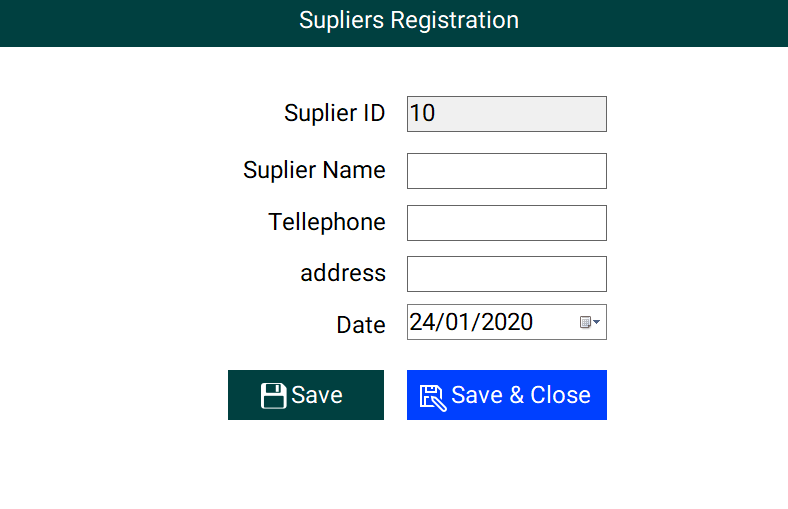 Supliers Registration
Suplier ID 10
Suplier Name
Tellephone
address
Date 24/01/2020
Save Save & Close